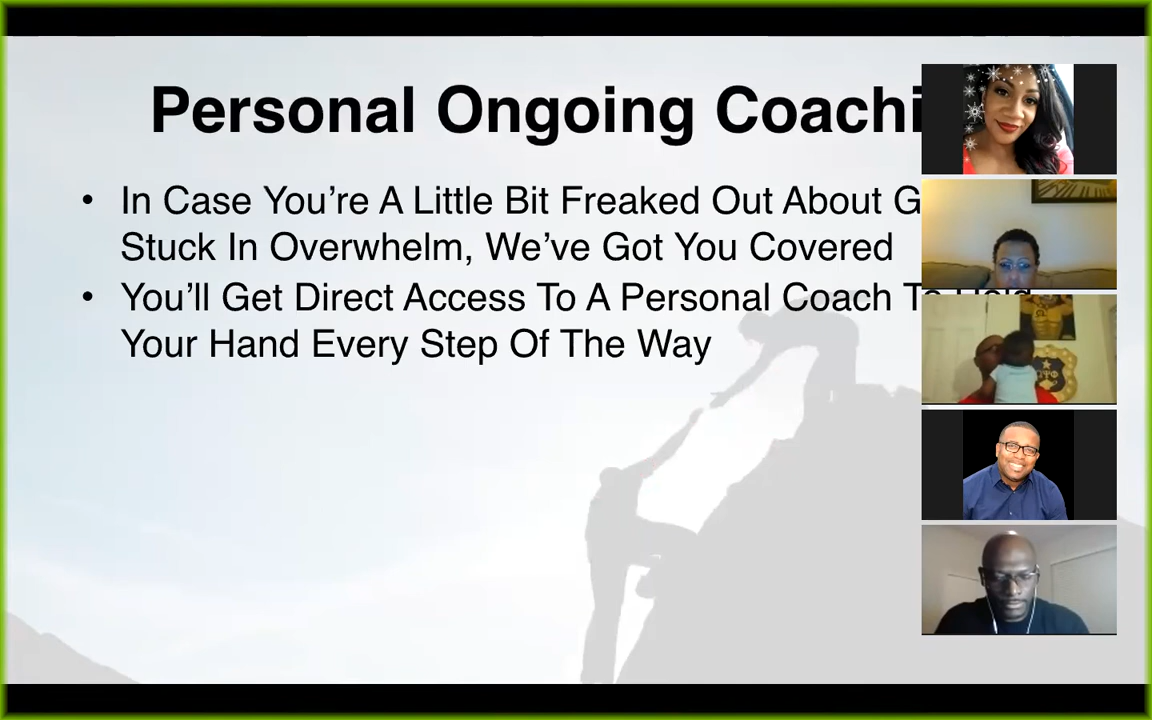 Personal Ongoing Coachi
• In Case You’re A Little Bit Freaked Out About G
Stuck In Overwhelm, We’ve Got You Covered
• You’ll Get Direct Access To A Personal Coach To
Your Hand Every Step Of The Way
ΩΨΦ